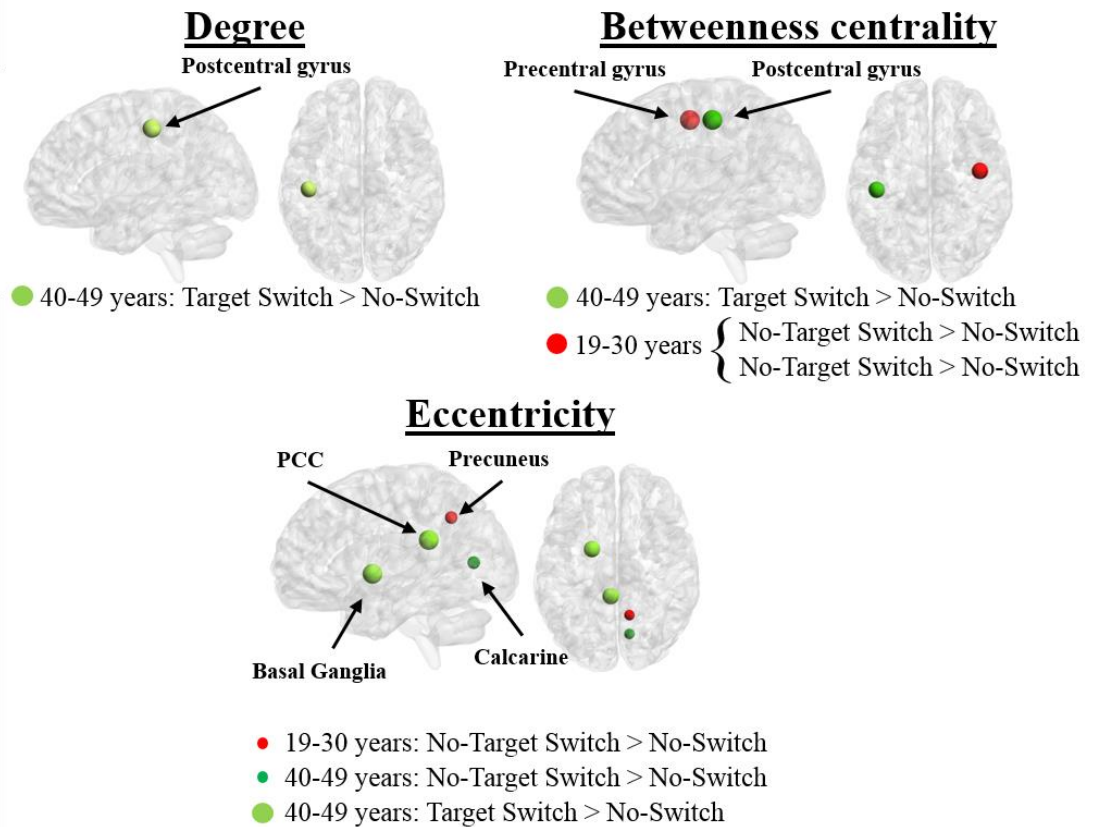 Degree
Postcentral gyrus
40-49 years: Target Switch > No-Switch
Betweenness centrality
Precentral gyrus
Postcentral gyrus
40-49 years: Target Switch > No-Switch
19-30 years { No-Target Switch > No-Switch
No-Target Switch > No-Switch
Eccentricity
PCC
Precuneus
Basal Ganglia
Calcarine
19-30 years: No-Target Switch > No-Switch
40-49 years: No-Target Switch > No-Switch
40-49 years: Target Switch > No-Switch